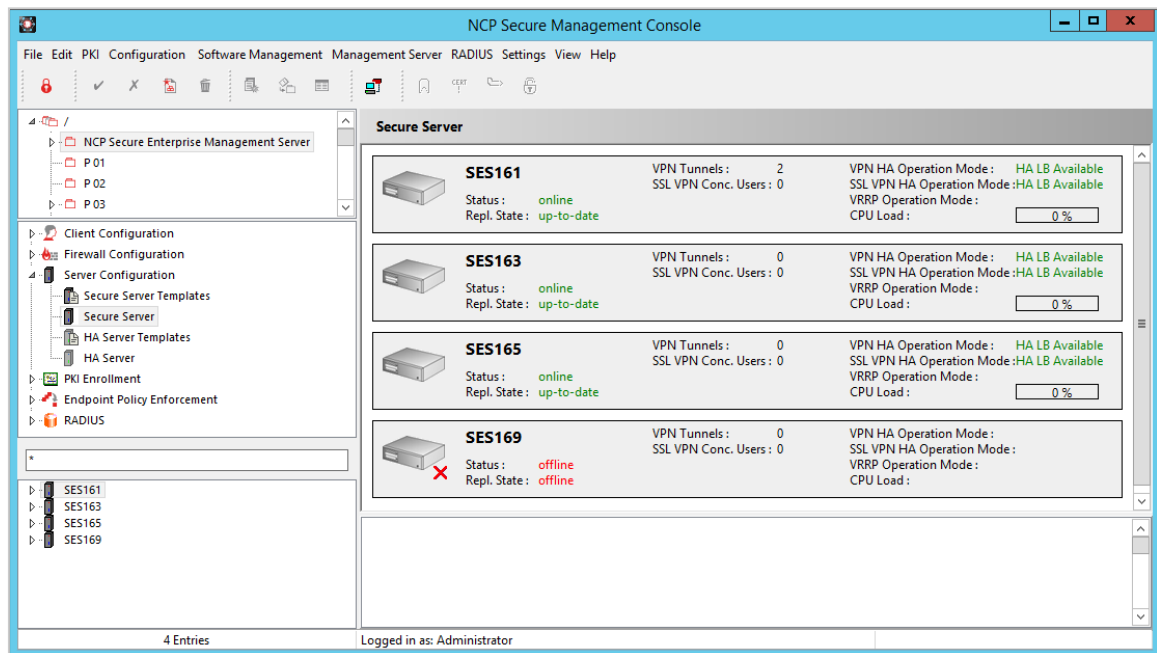 NCP Secure Management Console
File Edit PKI Configuration Software Management Management Server RADIUS Settings View Help
CERT
/
NCP Secure Enterprise Management Server
P 01
P 02
P 03
Client Configuration
Firewall Configuration
Server Configuration
Secure Server Templates
Secure Server
HA Server Templates
HA Server
PKI Enrollment
Endpoint Policy Enforcement
RADIUS
*
SES161
SES163
SES165
SES169
4 Entries
Secure Server
SES161
Status : online
Repl. State : up-to-date
VPN Tunnels : 2
SSL VPN Conc. Users : 0
VPN HA Operation Mode : HA LB Available
SSL VPN HA Operation Mode :HA LB Available
VRRP Operation Mode :
CPU Load : 0 %
SES163
Status : online
Repl. State : up-to-date
VPN Tunnels : 0
SSL VPN Conc. Users : 0
VPN HA Operation Mode : HA LB Available
SSL VPN HA Operation Mode :HA LB Available
VRRP Operation Mode :
CPU Load : 0 %
SES165
Status : online
Repl. State : up-to-date
VPN Tunnels : 0
SSL VPN Conc. Users : 0
VPN HA Operation Mode : HA LB Available
SSL VPN HA Operation Mode :HA LB Available
VRRP Operation Mode :
CPU Load : 0 %
SES169
Status : offline
Repl. State : offline
VPN Tunnels : 0
SSL VPN Conc. Users : 0
VPN HA Operation Mode :
SSL VPN HA Operation Mode :
VRRP Operation Mode :
CPU Load :
Logged in as: Administrator